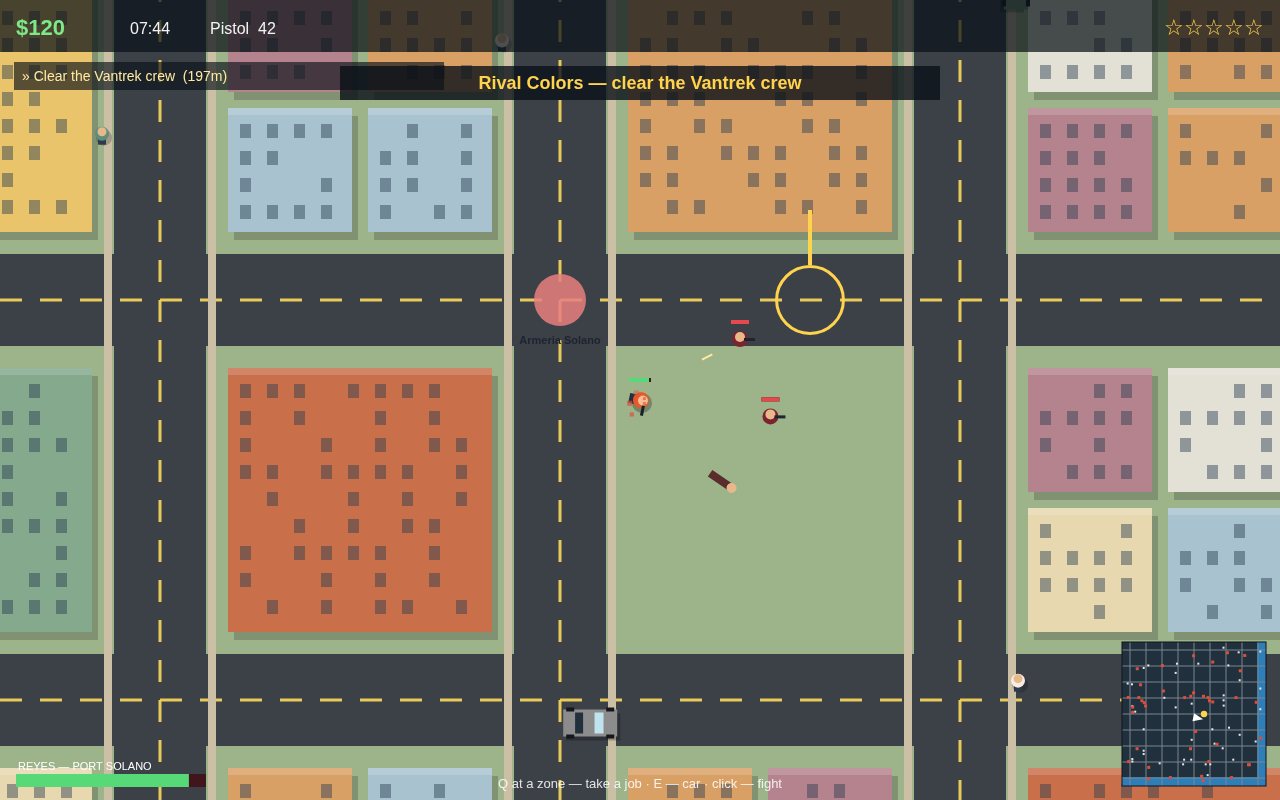 $120
07:44
Pistol 42
☆☆☆☆☆
» Clear the Vantrek crew (197m)
Rival Colors — clear the Vantrek crew
Armeria Solano
REYES — PORT SOLANO
Q at a zone — take a job · E — car · click — fight